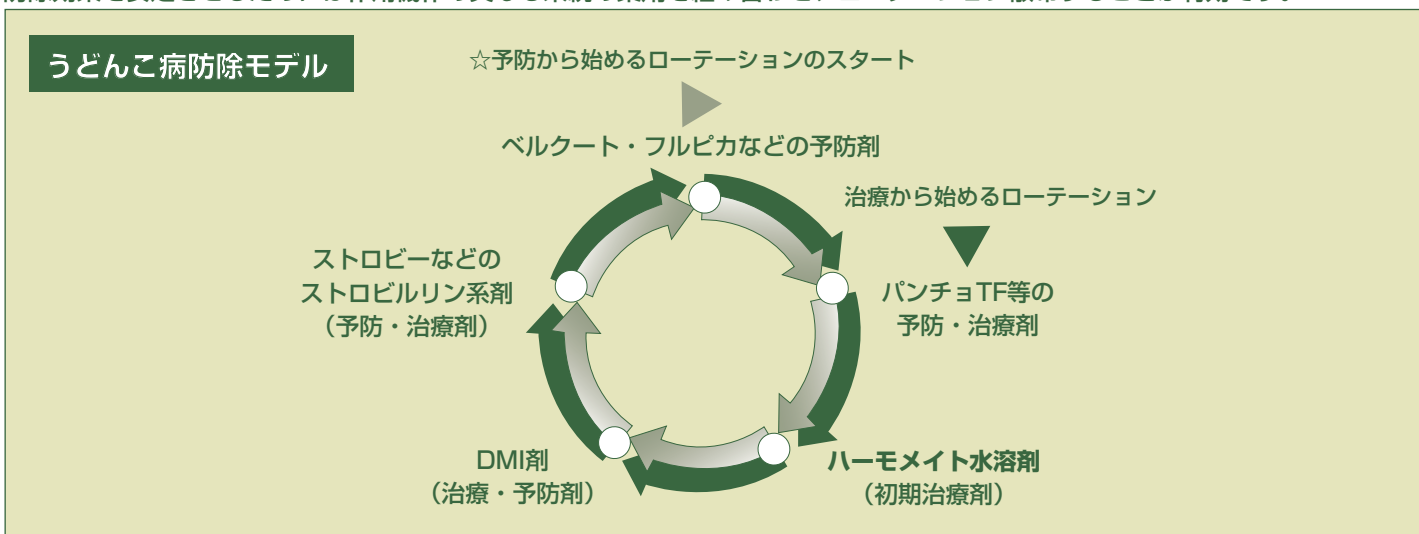 うどんこ病防除モデル
☆予防から始めるローテーションのスタート
ベルクート・フルピカなどの予防剤
治療から始めるローテーション
パンチョTF等の
予防・治療剤
ハーモメイト水溶剤
（初期治療剤）
DMI剤
（治療・予防剤）
ストロビーなどの
ストロビルリン系剤
（予防・治療剤）